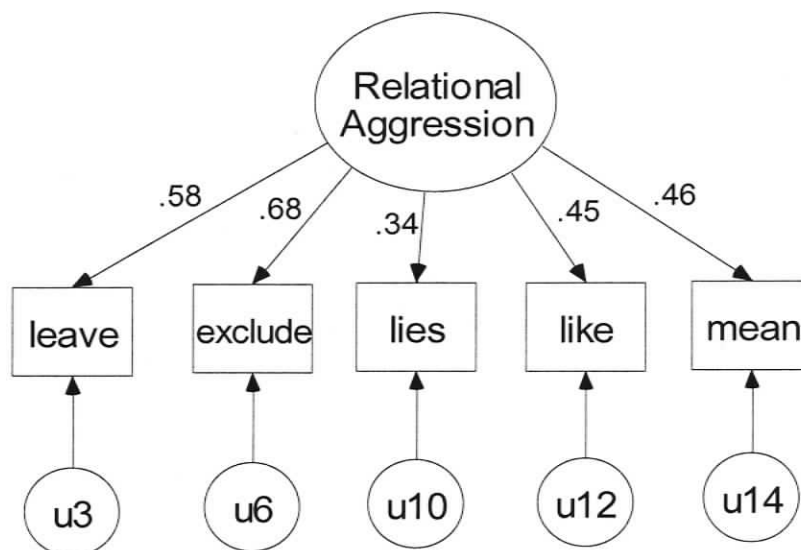 Relational
Aggression
.58
.68
.34
.45
.46
leave
exclude
lies
like
mean
u3
u6
u10
u12
u14